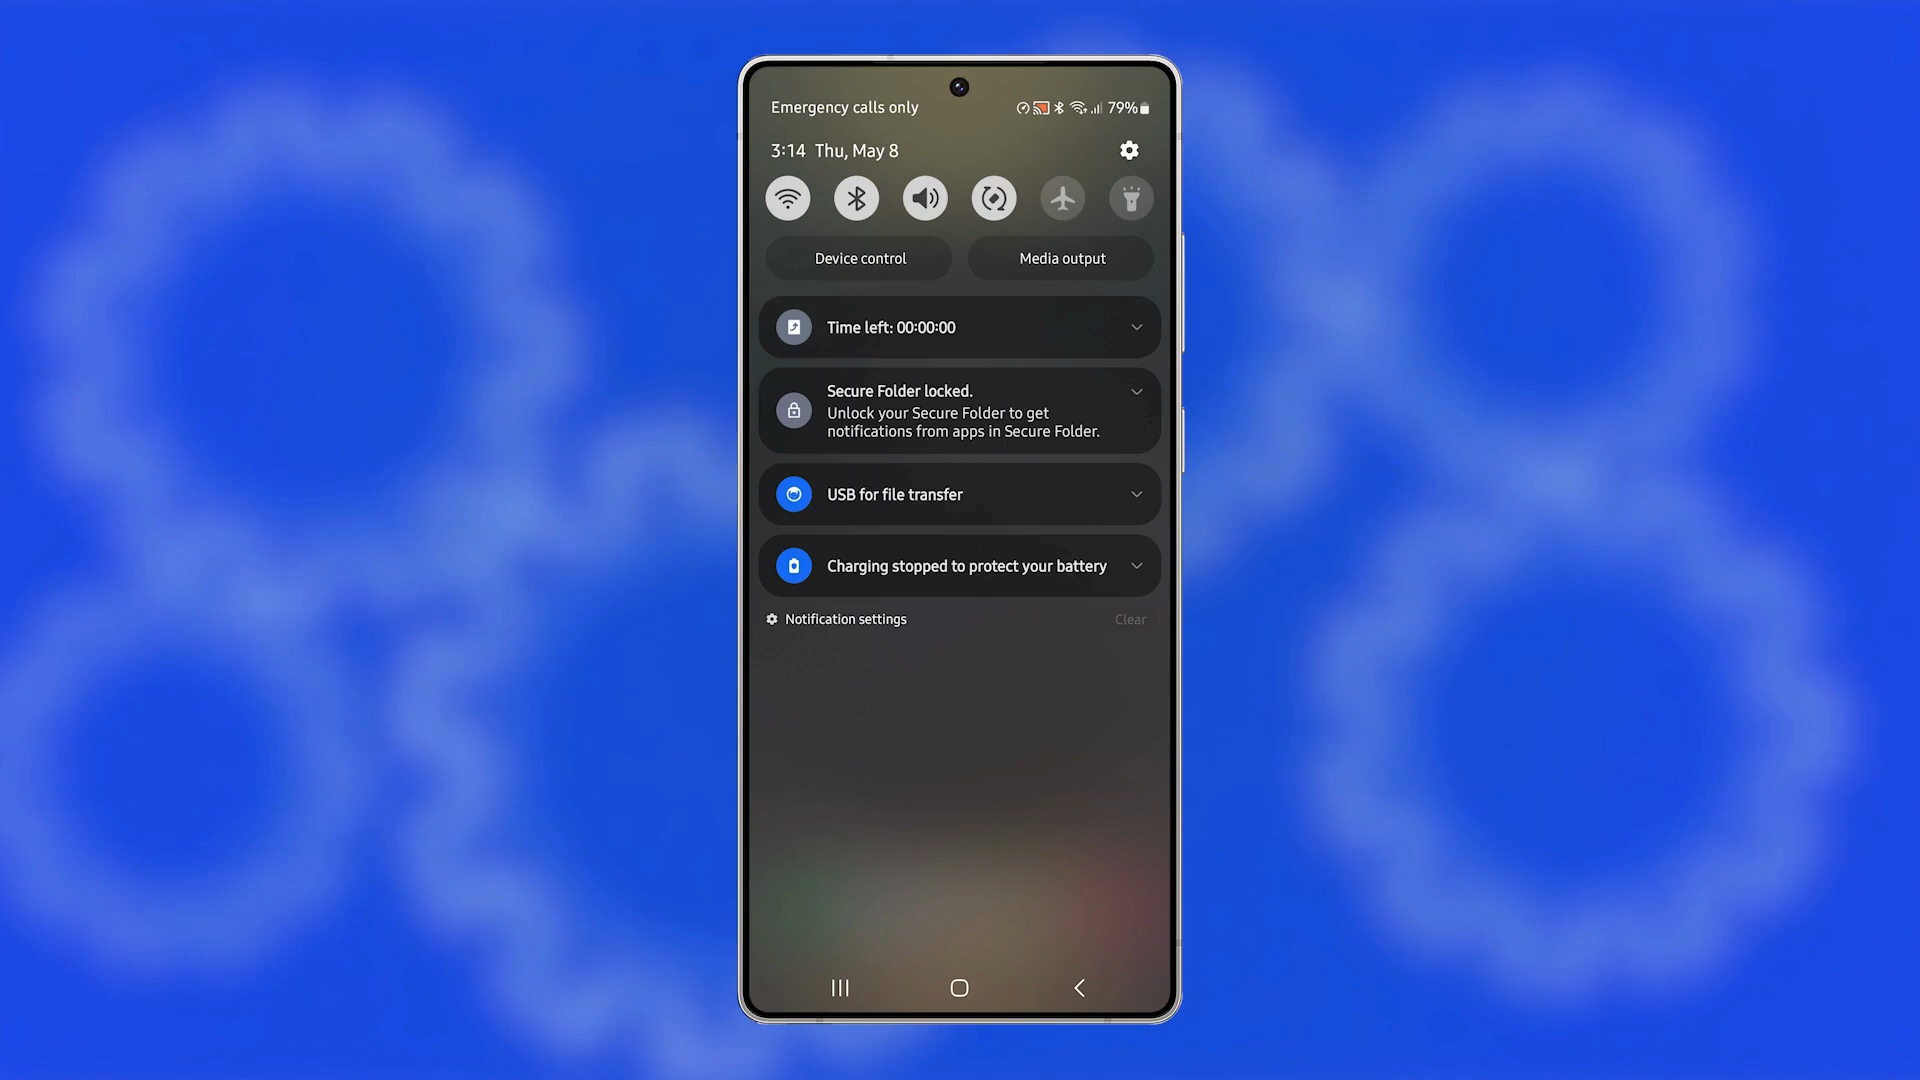 Emergency calls only 79%
3:14 Thu, May 8
Device control Media output
Time left: 00:00:00
Secure Folder locked.
Unlock your Secure Folder to get
notifications from apps in Secure Folder.
USB for file transfer
Charging stopped to protect your battery
Notification settings Clear